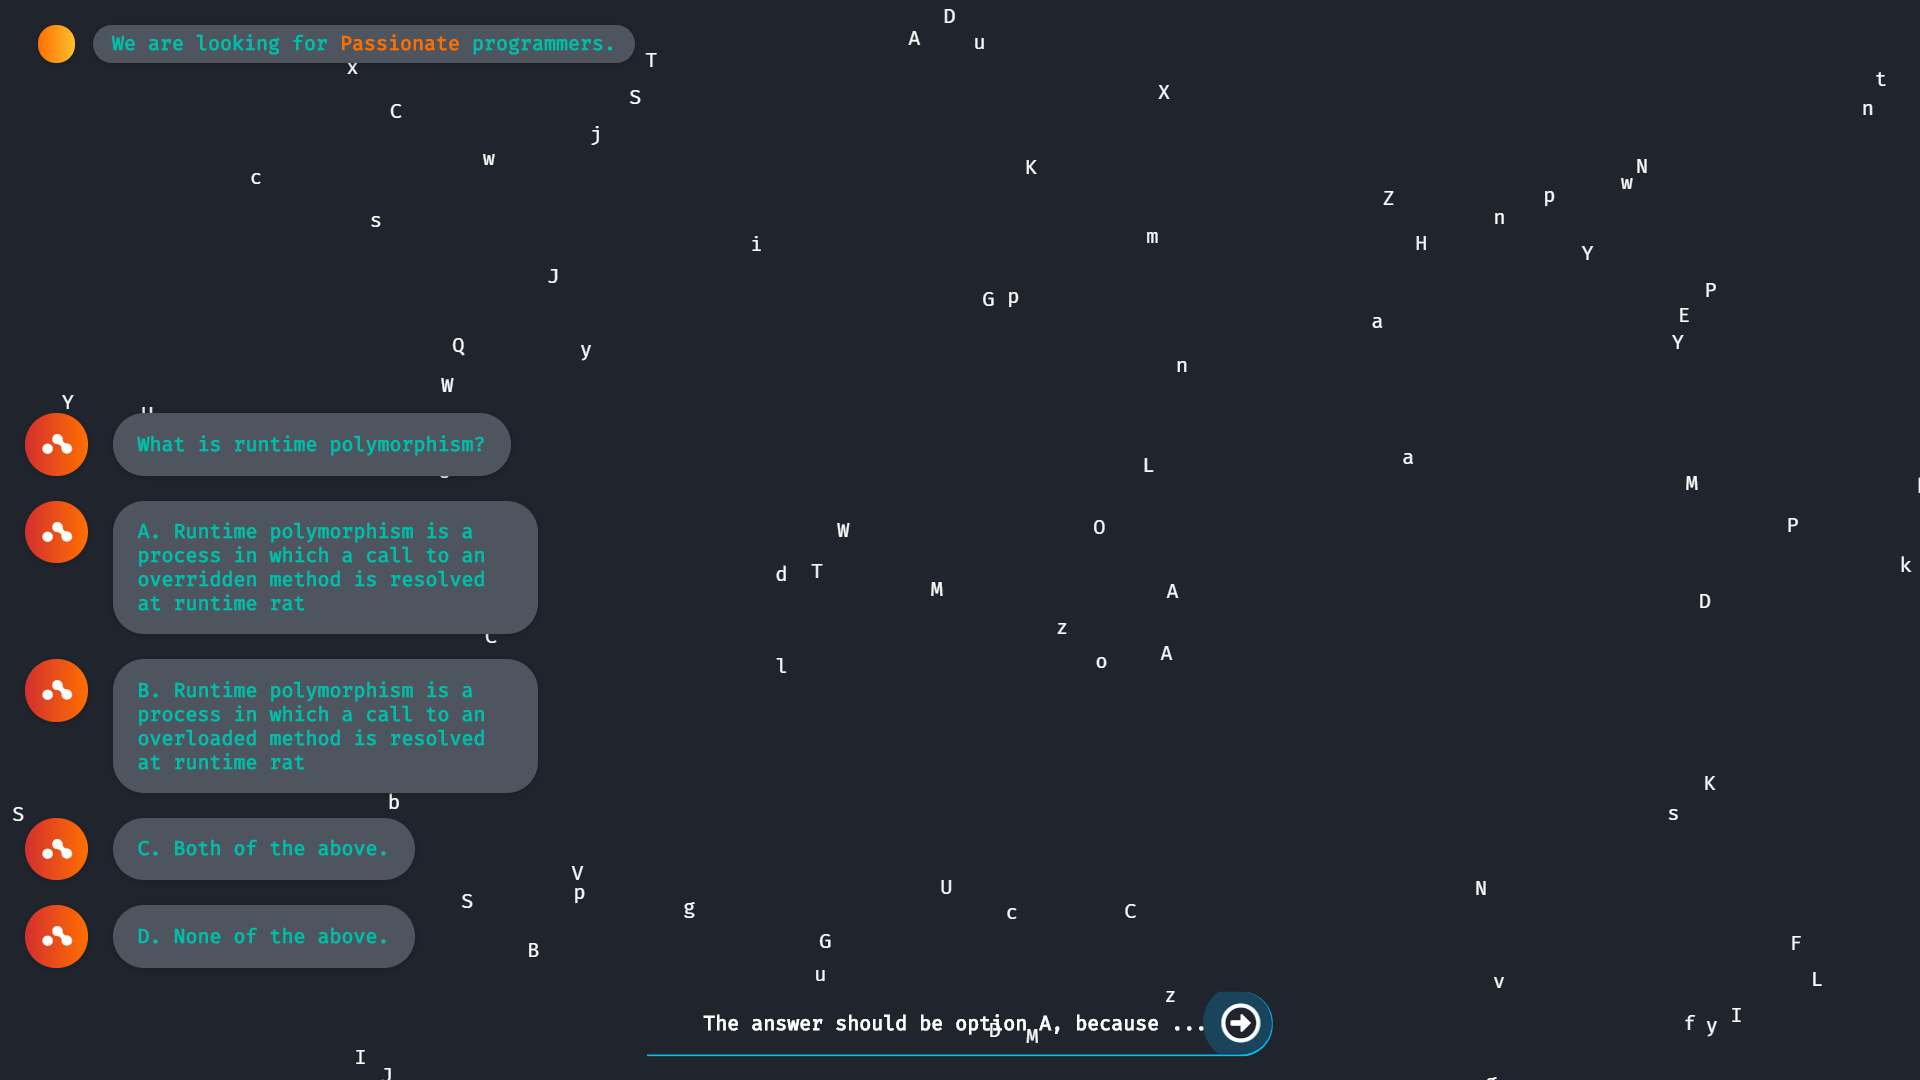 We are looking for Passionate programmers.
D
A
u
T
x
t
S
X
n
C
j
w
K
N
c
w
Z
p
n
s
m
i
H
Y
J
P
G p
E
a
Y
Q
y
n
W
Y
What is runtime polymorphism?
a
L
M
A. Runtime polymorphism is a
process in which a call to an
overridden method is resolved
at runtime rat
W
O
P
k
d T
M
A
D
z
A
o
l
B. Runtime polymorphism is a
process in which a call to an
overloaded method is resolved
at runtime rat
K
b
S
s
C. Both of the above.
V
p
U
N
S
g
c
C
D. None of the above.
G
F
B
u
L
v
z
I
The answer should be option A, because ...
D
M
f y
I
J